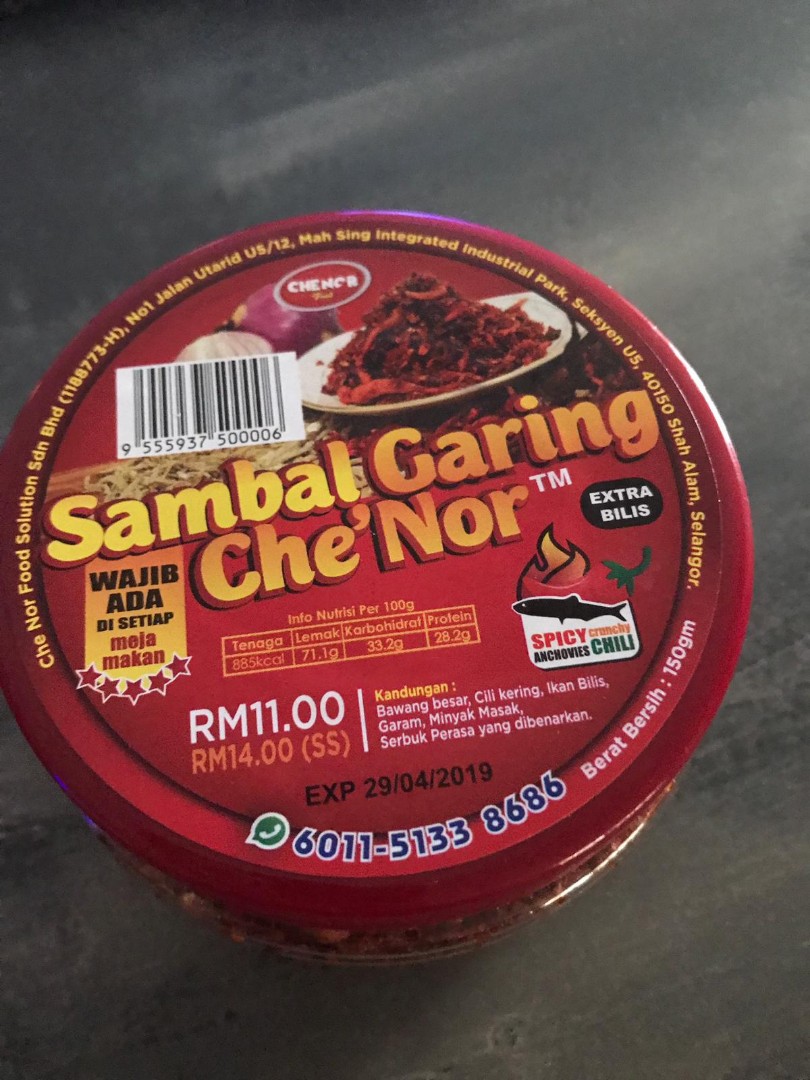 Che Nor Food Solution Sdn Bhd (1188773-H), No1 Jalan Utarid U5/12, Mah Sing Integrated Industrial Park, Seksyen U5, 40150 Shah Alam, Selangor.
CHENOR
Food
9 555937 500006
Sambal Garing
Che'Nor™
EXTRA
BILIS
WAJIB
ADA
DI SETIAP
meja
makan
Info Nutrisi Per 100g
Tenaga Lemak Karbohidrat Protein
885kcal 71.1g 33.2g 28.2g
SPICY crunchy
ANCHOVIES CHILI
RM11.00
RM14.00 (SS)
Kandungan :
Bawang besar, Cili kering, Ikan Bilis,
Garam, Minyak Masak,
Serbuk Perasa yang dibenarkan.
Berat Bersih : 150gm
EXP 29/04/2019
6011-5133 8686